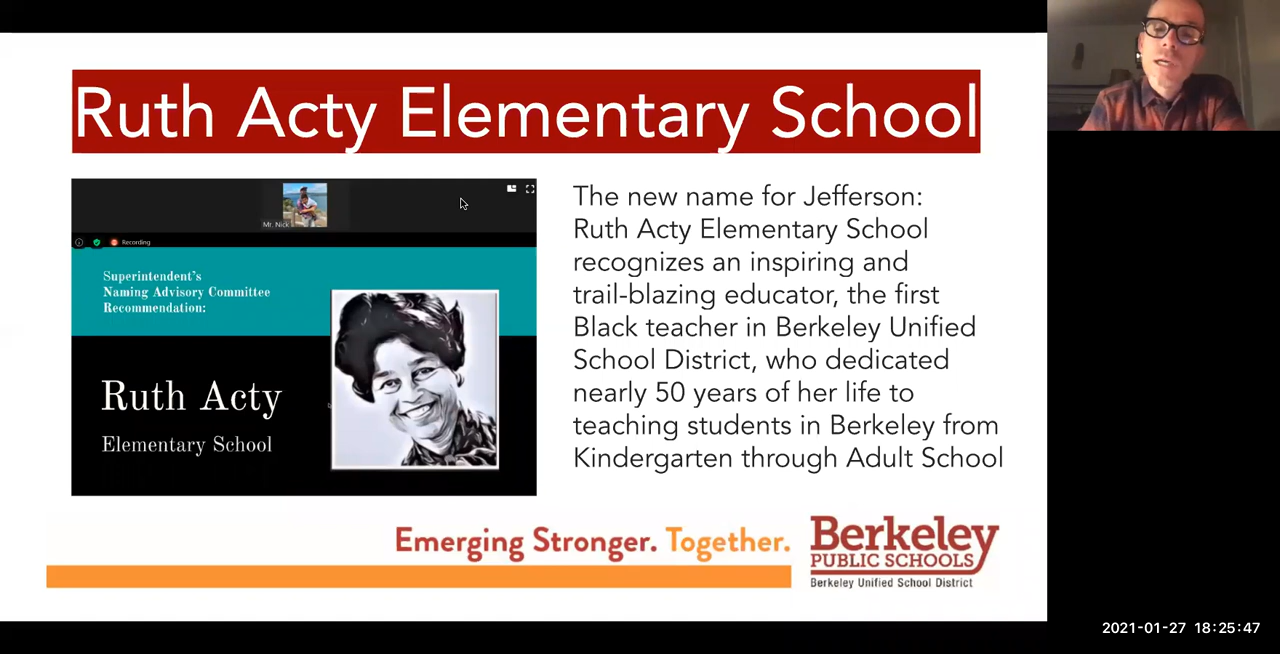 Ruth Acty Elementary School
Mr. Nick
Recording
Superintendent's
Naming Advisory Committee
Recommendation:
Ruth Acty
Elementary School
The new name for Jefferson:
Ruth Acty Elementary School
recognizes an inspiring and
trail-blazing educator, the first
Black teacher in Berkeley Unified
School District, who dedicated
nearly 50 years of her life to
teaching students in Berkeley from
Kindergarten through Adult School
Emerging Stronger. Together.
Berkeley
PUBLIC SCHOOLS
Berkeley Unified School District
2021-01-27 18:25:47